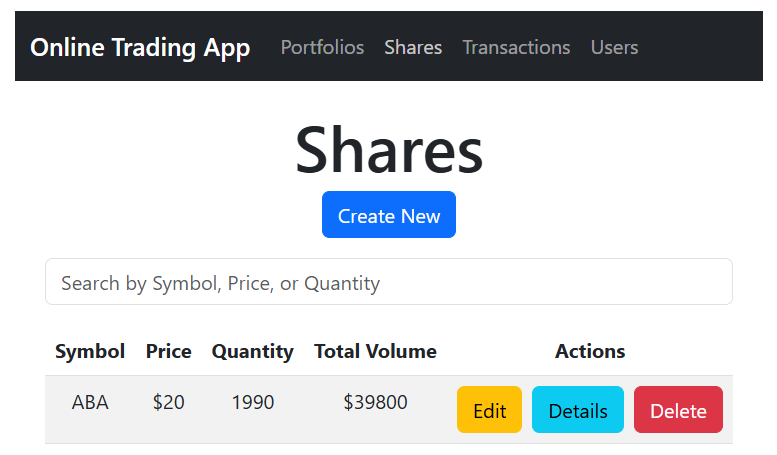 Online Trading App Portfolios Shares Transactions Users
Shares
Create New
Search by Symbol, Price, or Quantity
Symbol Price Quantity Total Volume Actions
ABA $20 1990 $39800 Edit Details Delete